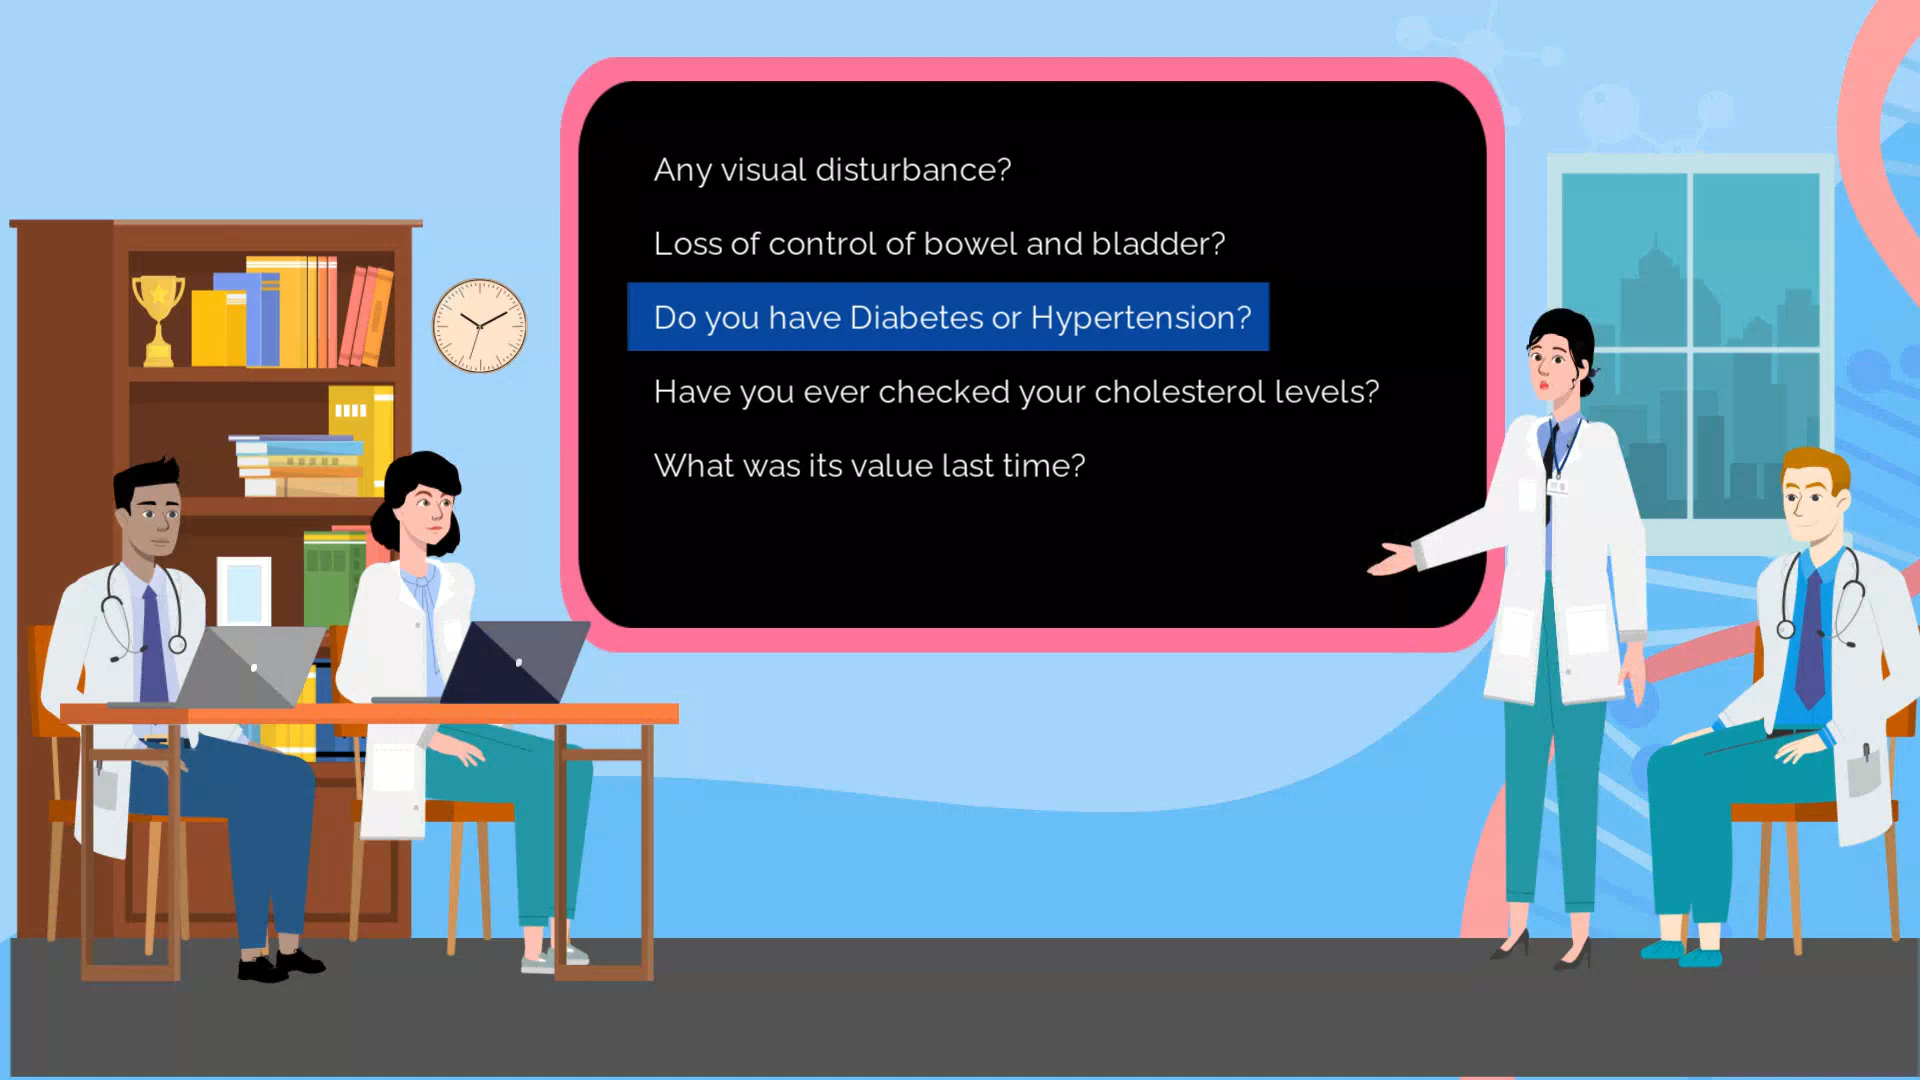 Any visual disturbance?
Loss of control of bowel and bladder?
Do you have Diabetes or Hypertension?
Have you ever checked your cholesterol levels?
What was its value last time?